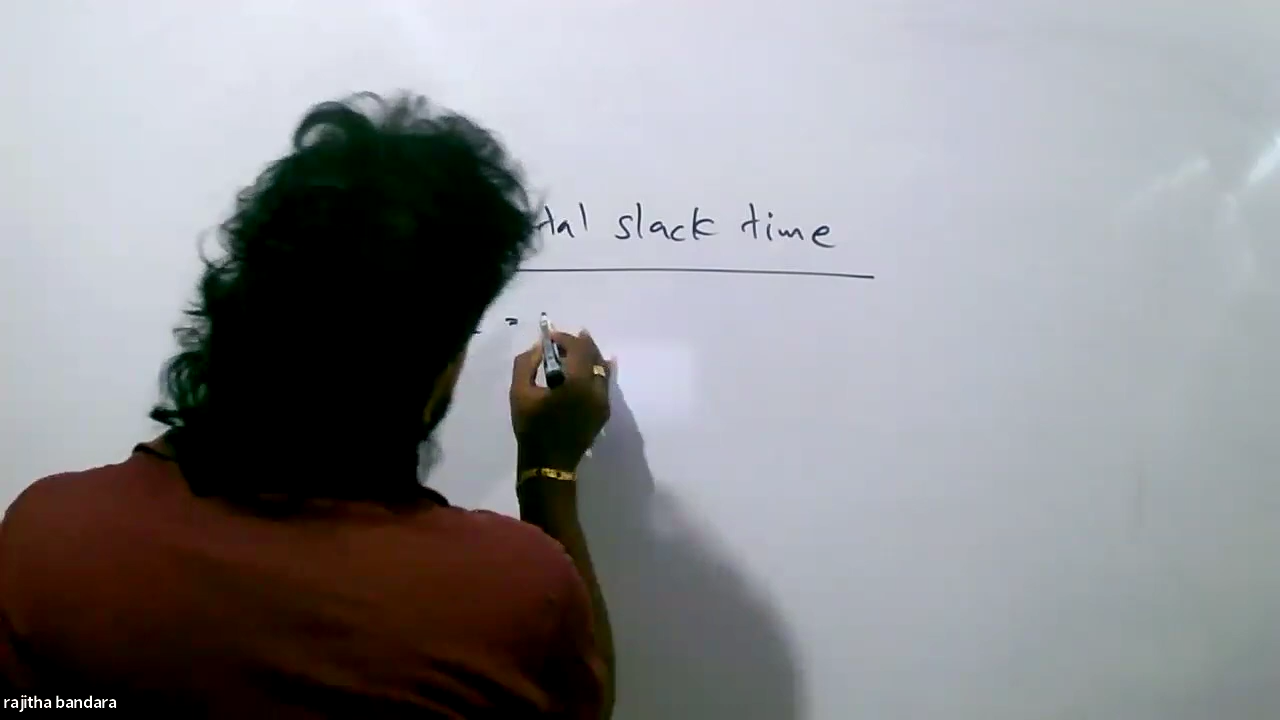 tal slack time
=
rajitha bandara